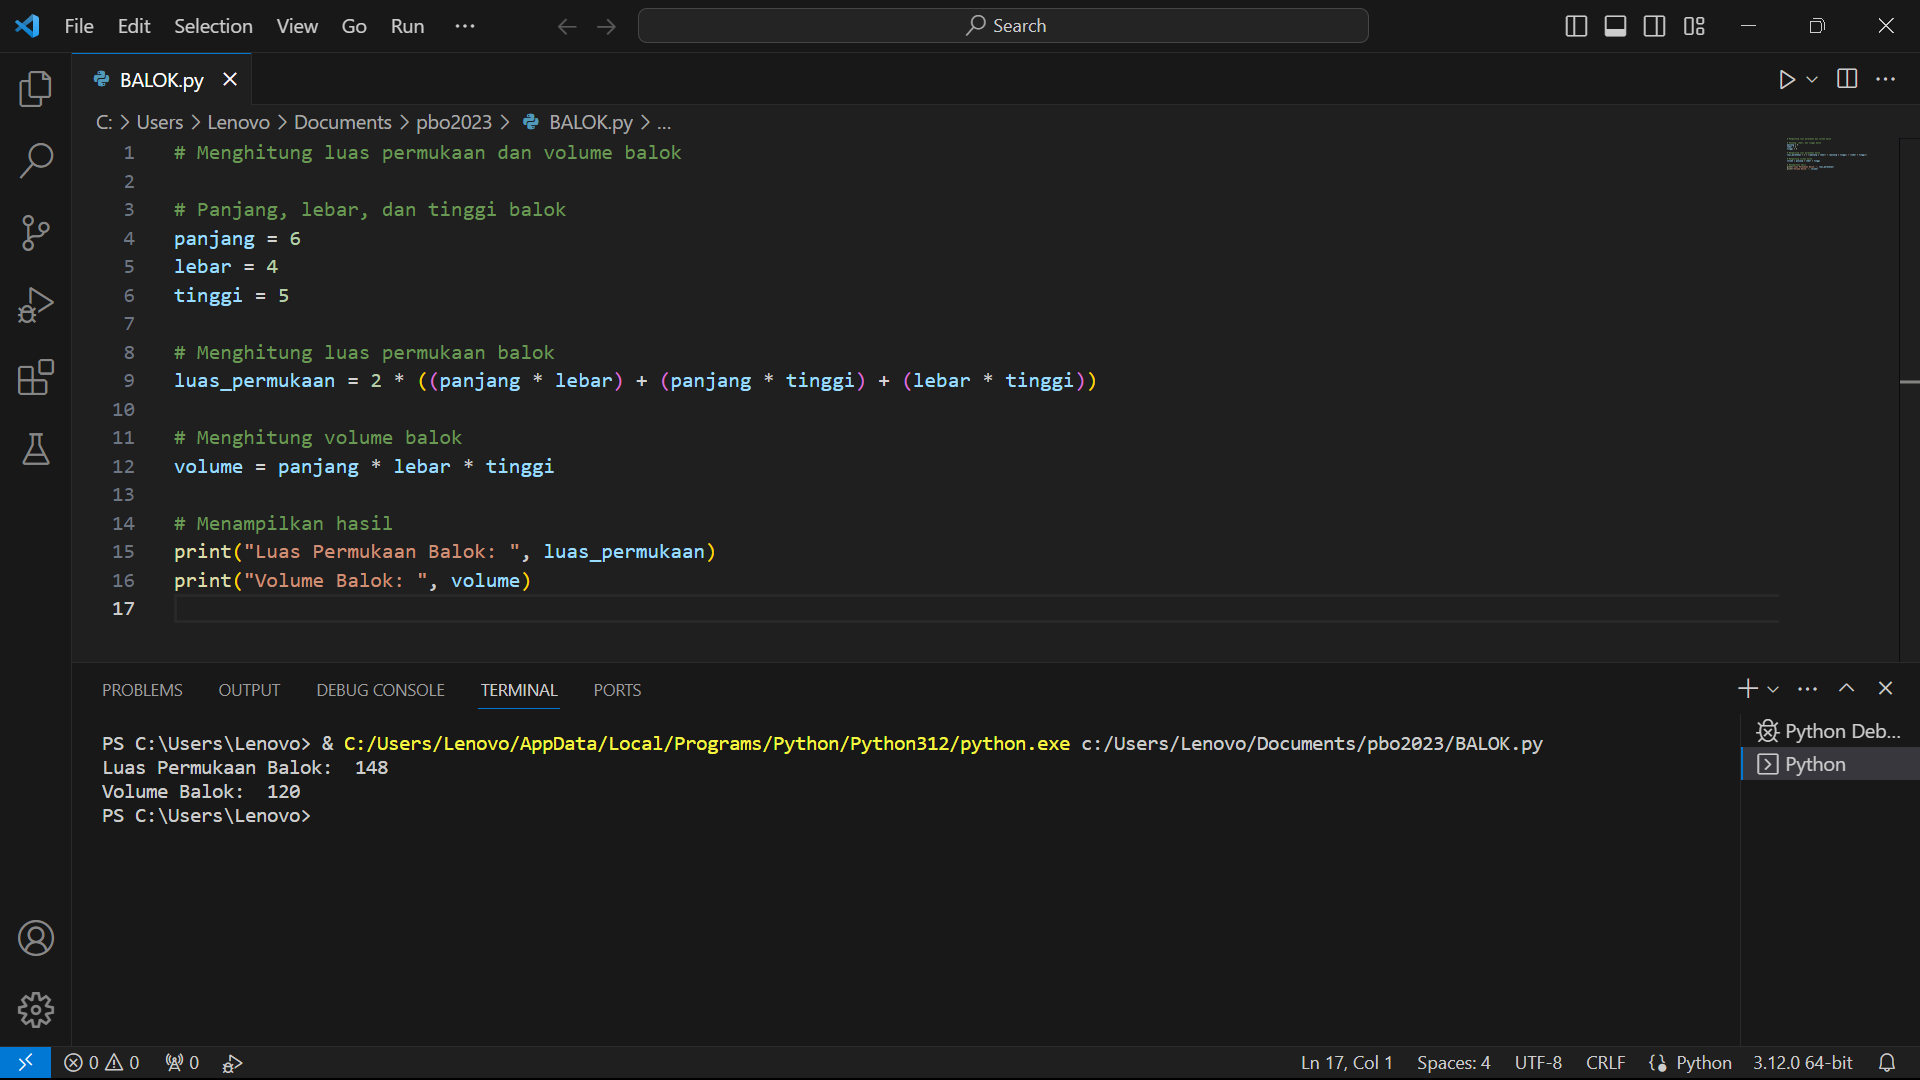 File Edit Selection View Go Run ··· Search
BALOK.py
C: > Users > Lenovo > Documents > pbo2023 > BALOK.py > ...
1 # Menghitung luas permukaan dan volume balok
2
3 # Panjang, lebar, dan tinggi balok
4 panjang = 6
5 lebar = 4
6 tinggi = 5
7
8 # Menghitung luas permukaan balok
9 luas_permukaan = 2 * ((panjang * lebar) + (panjang * tinggi) + (lebar * tinggi))
10
11 # Menghitung volume balok
12 volume = panjang * lebar * tinggi
13
14 # Menampilkan hasil
15 print("Luas Permukaan Balok: ", luas_permukaan)
16 print("Volume Balok: ", volume)
17
PROBLEMS OUTPUT DEBUG CONSOLE TERMINAL PORTS
PS C:\Users\Lenovo> & C:/Users/Lenovo/AppData/Local/Programs/Python/Python312/python.exe c:/Users/Lenovo/Documents/pbo2023/BALOK.py
Luas Permukaan Balok:  148
Volume Balok:  120
PS C:\Users\Lenovo>
Python Deb...
Python
0 0 0 Ln 17, Col 1 Spaces: 4 UTF-8 CRLF Python 3.12.0 64-bit